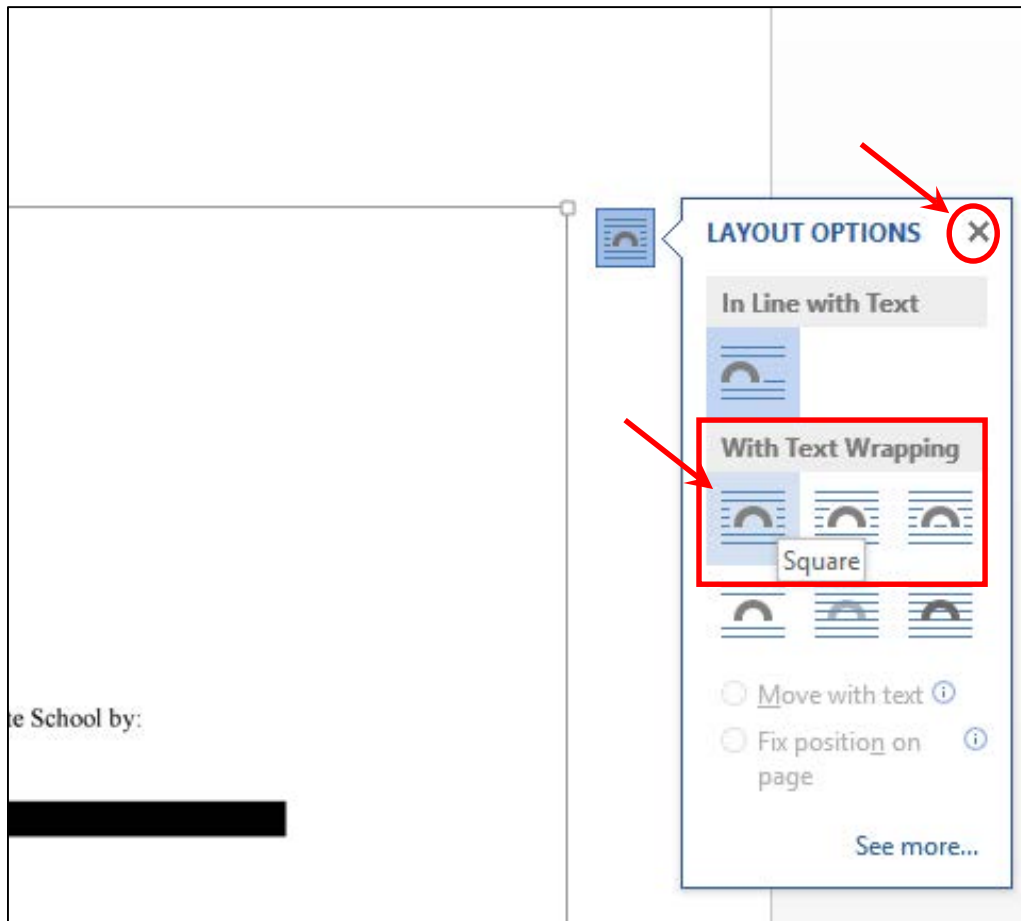 LAYOUT OPTIONS
In Line with Text
With Text Wrapping
Square
Move with text
Fix position on
page
See more...
te School by: